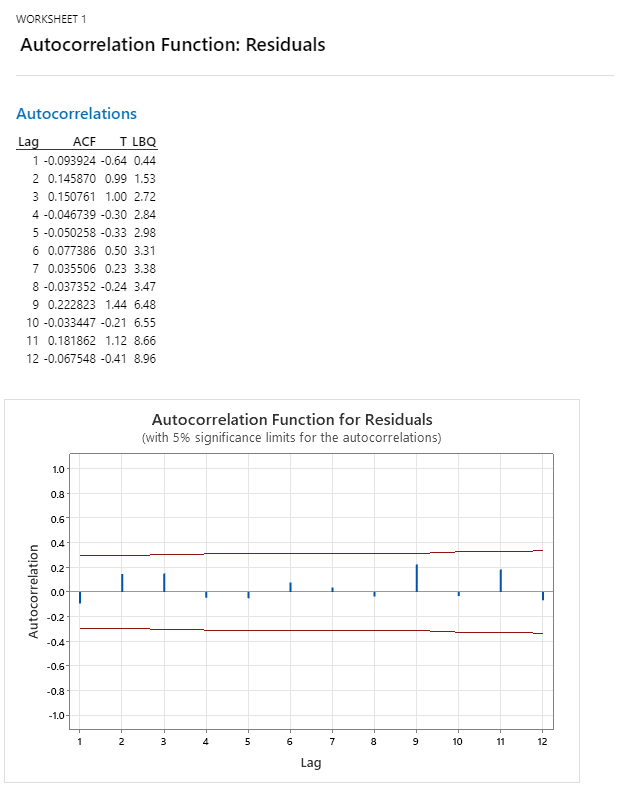 WORKSHEET 1
Autocorrelation Function: Residuals
Autocorrelations
Lag ACF T LBQ
1 -0.093924 -0.64 0.44
2 0.145870 0.99 1.53
3 0.150761 1.00 2.72
4 -0.046739 -0.30 2.84
5 -0.050258 -0.33 2.98
6 0.077386 0.50 3.31
7 0.035506 0.23 3.38
8 -0.037352 -0.24 3.47
9 0.222823 1.44 6.48
10 -0.033447 -0.21 6.55
11 0.181862 1.12 8.66
12 -0.067548 -0.41 8.96
Autocorrelation Function for Residuals
(with 5% significance limits for the autocorrelations)
Autocorrelation
1.0
0.8
0.6
0.4
0.2
0.0
-0.2
-0.4
-0.6
-0.8
-1.0
1 2 3 4 5 6 7 8 9 10 11 12
Lag